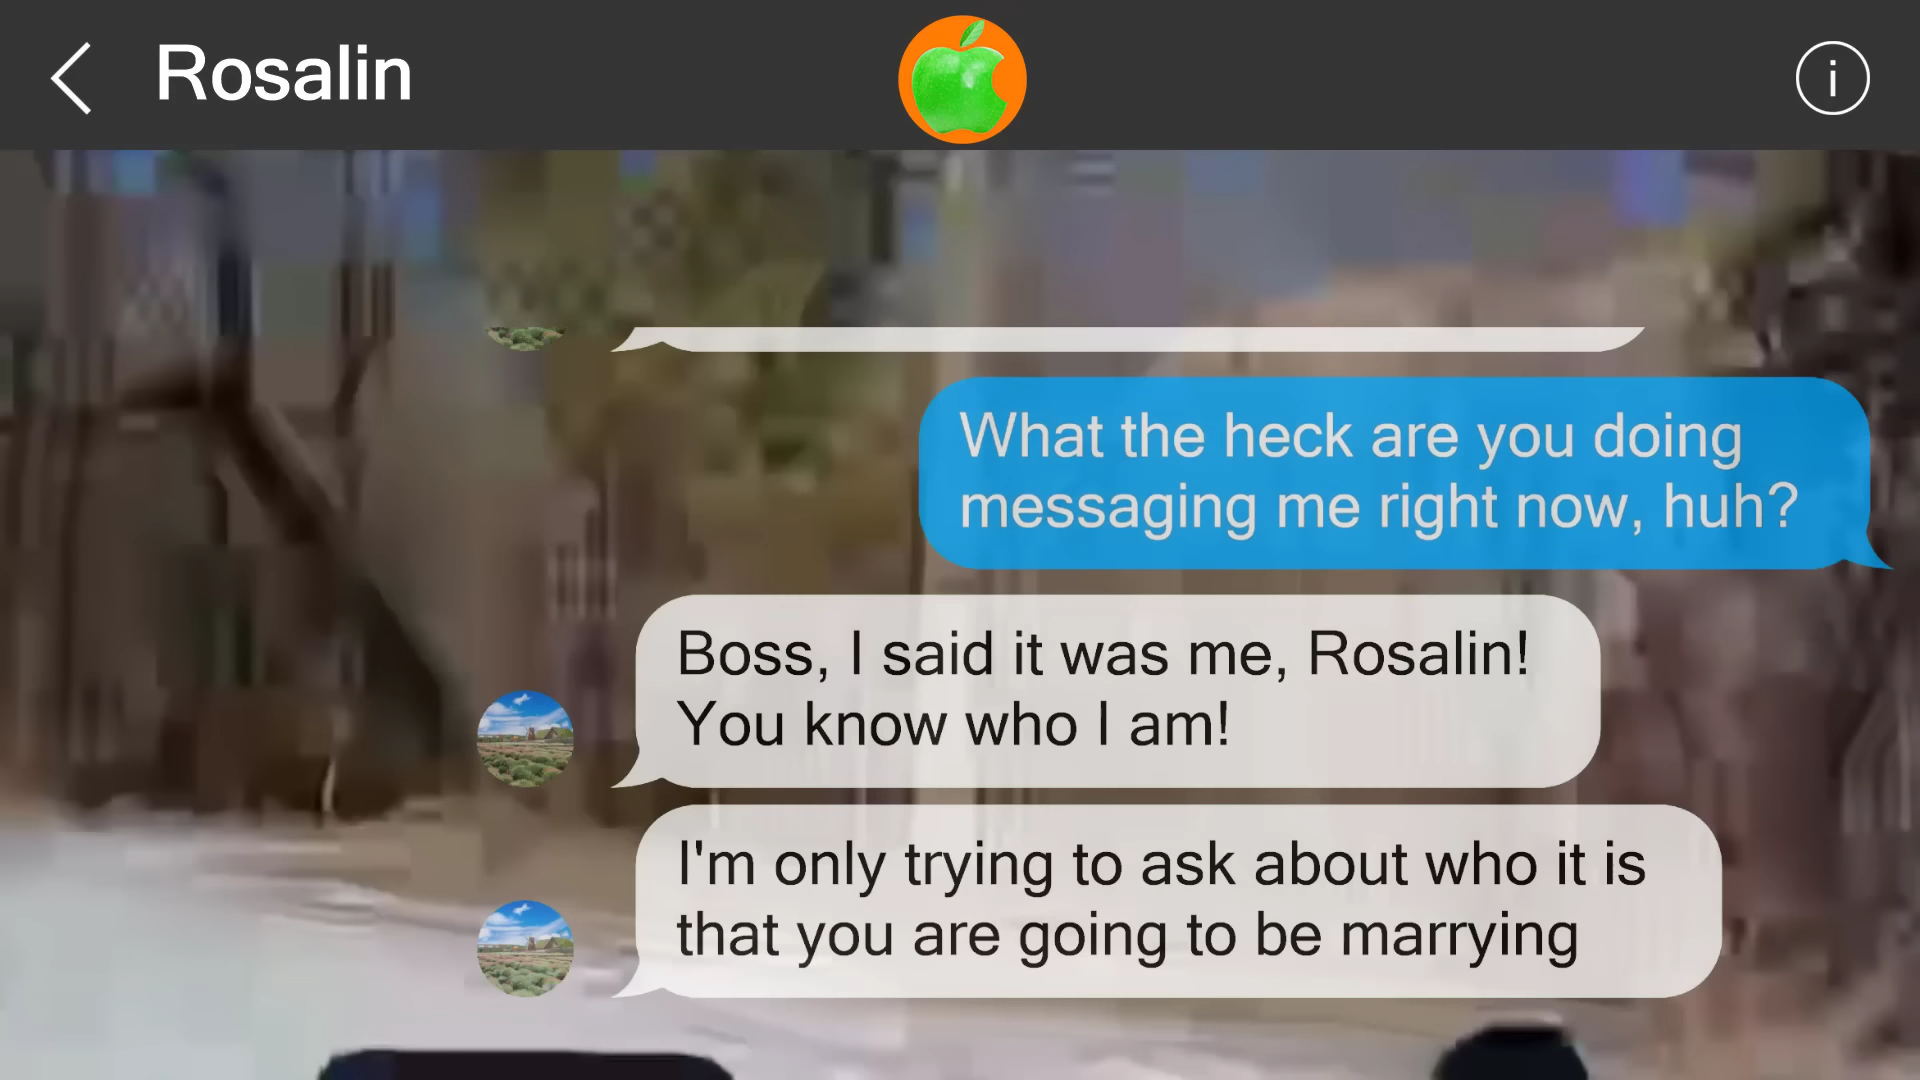 Rosalin
What the heck are you doing
messaging me right now, huh?
Boss, I said it was me, Rosalin!
You know who I am!
I'm only trying to ask about who it is
that you are going to be marrying